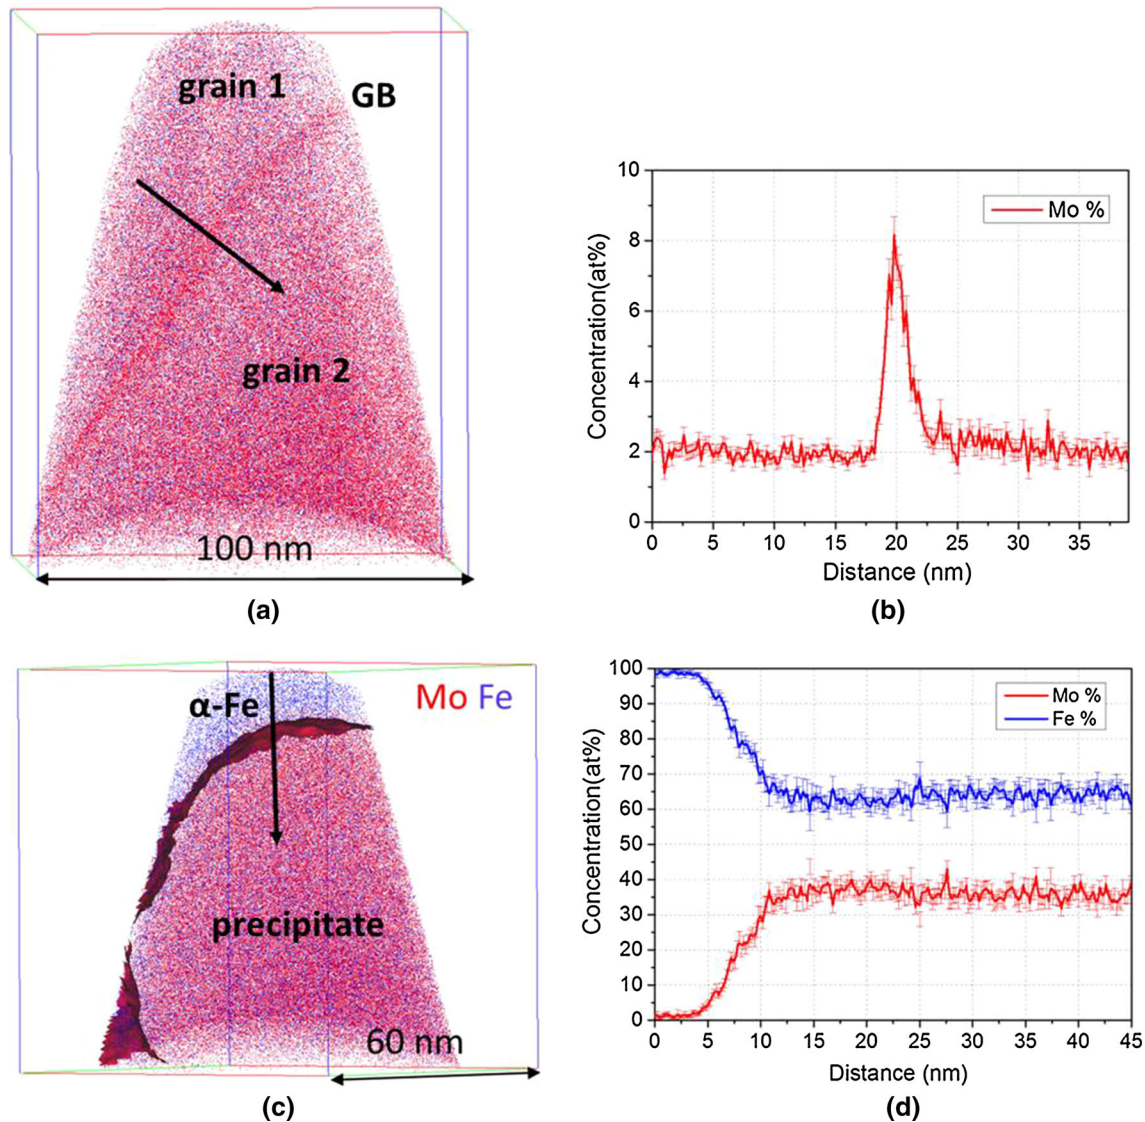 grain 1
GB
grain 2
100 nm
(a)
10
8
6
4
2
0
Concentration(at%)
Mo %
0 5 10 15 20 25 30 35
Distance (nm)
(b)
α-Fe
Mo Fe
precipitate
60 nm
(c)
100
90
80
70
60
50
40
30
20
10
0
Concentration(at%)
Mo %
Fe %
0 5 10 15 20 25 30 35 40 45
Distance (nm)
(d)